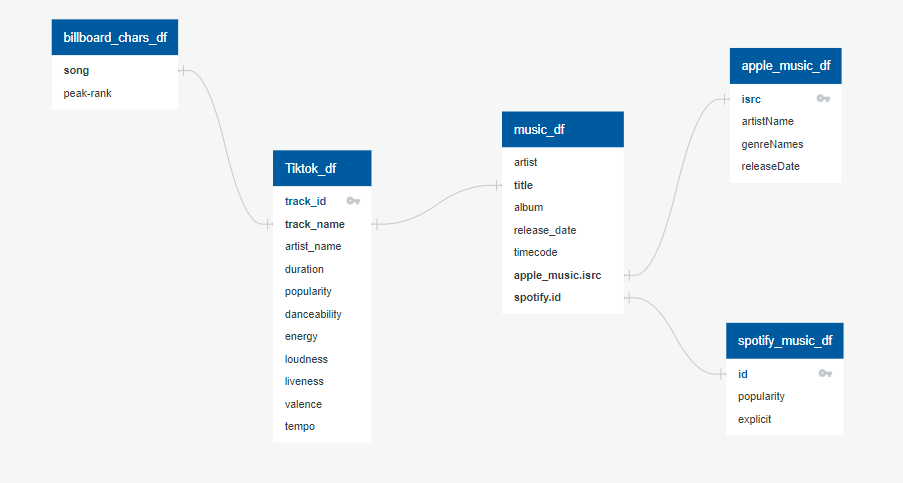 billboard_chars_df
song
peak-rank
Tiktok_df
track_id
track_name
artist_name
duration
popularity
danceability
energy
loudness
liveness
valence
tempo
music_df
artist
title
album
release_date
timecode
apple_music.isrc
spotify.id
apple_music_df
isrc
artistName
genreNames
releaseDate
spotify_music_df
id
popularity
explicit